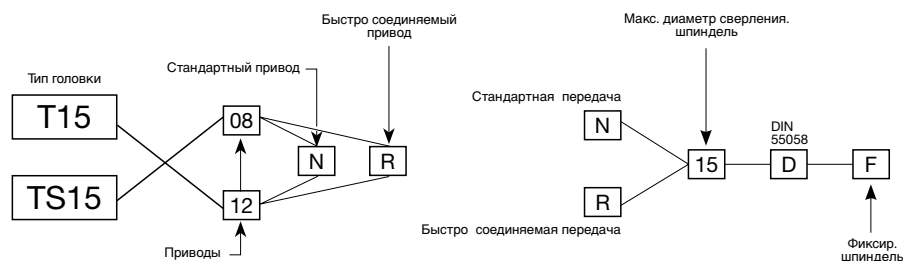 Быстро соединяемый
привод
Стандартный привод
Тип головки
T15
TS15
08
12
N
R
Приводы
Макс. диаметр сверления.
шпиндель
Стандартная передача
N
R
Быстро соединяемая передача
15
DIN
55058
D
F
Фиксир.
шпиндель